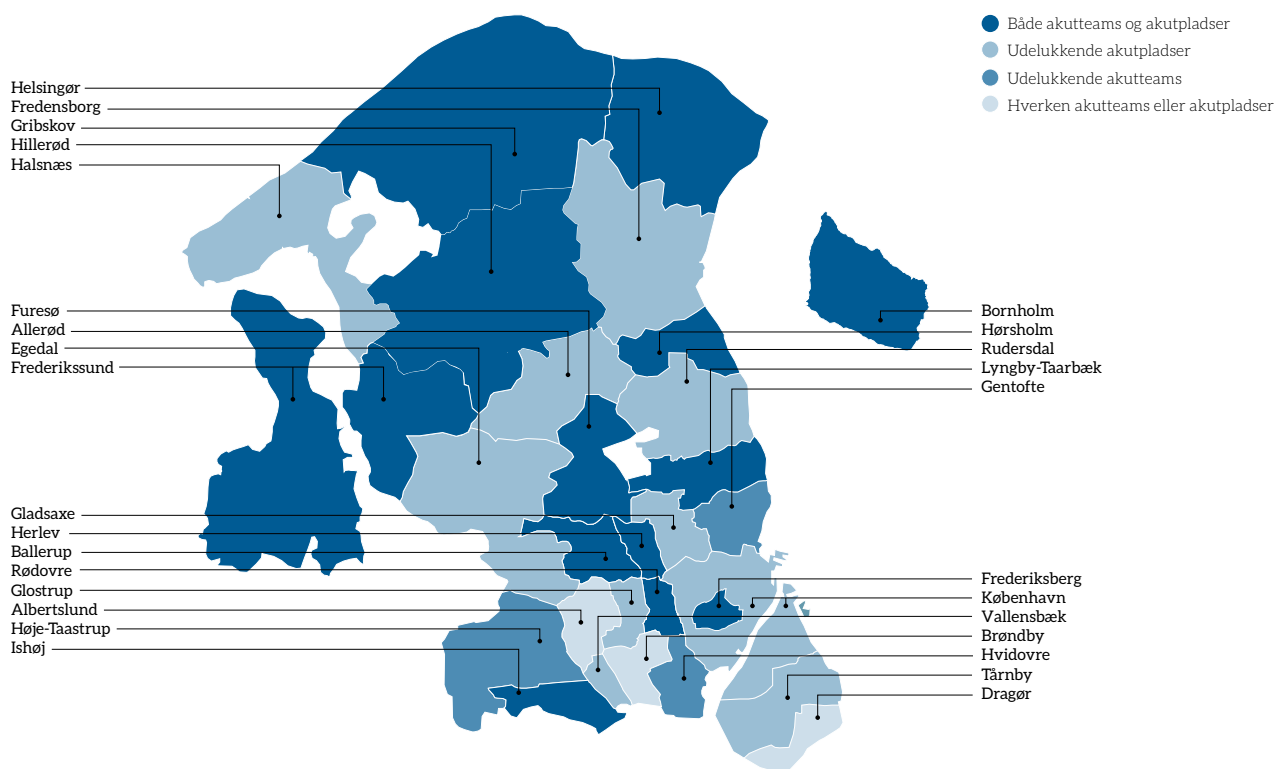 Både akutteams og akutpladser
Udelukkende akutpladser
Udelukkende akutteams
Hverken akutteams eller akutpladser
Helsingør
Fredensborg
Gribskov
Hillerød
Halsnæs
Furesø
Allerød
Egedal
Frederikssund
Bornholm
Hørsholm
Rudersdal
Lyngby-Taarbæk
Gentofte
Gladsaxe
Herlev
Ballerup
Rødovre
Glostrup
Albertslund
Høje-Taastrup
Ishøj
Frederiksberg
København
Vallensbæk
Brøndby
Hvidovre
Tårnby
Dragør